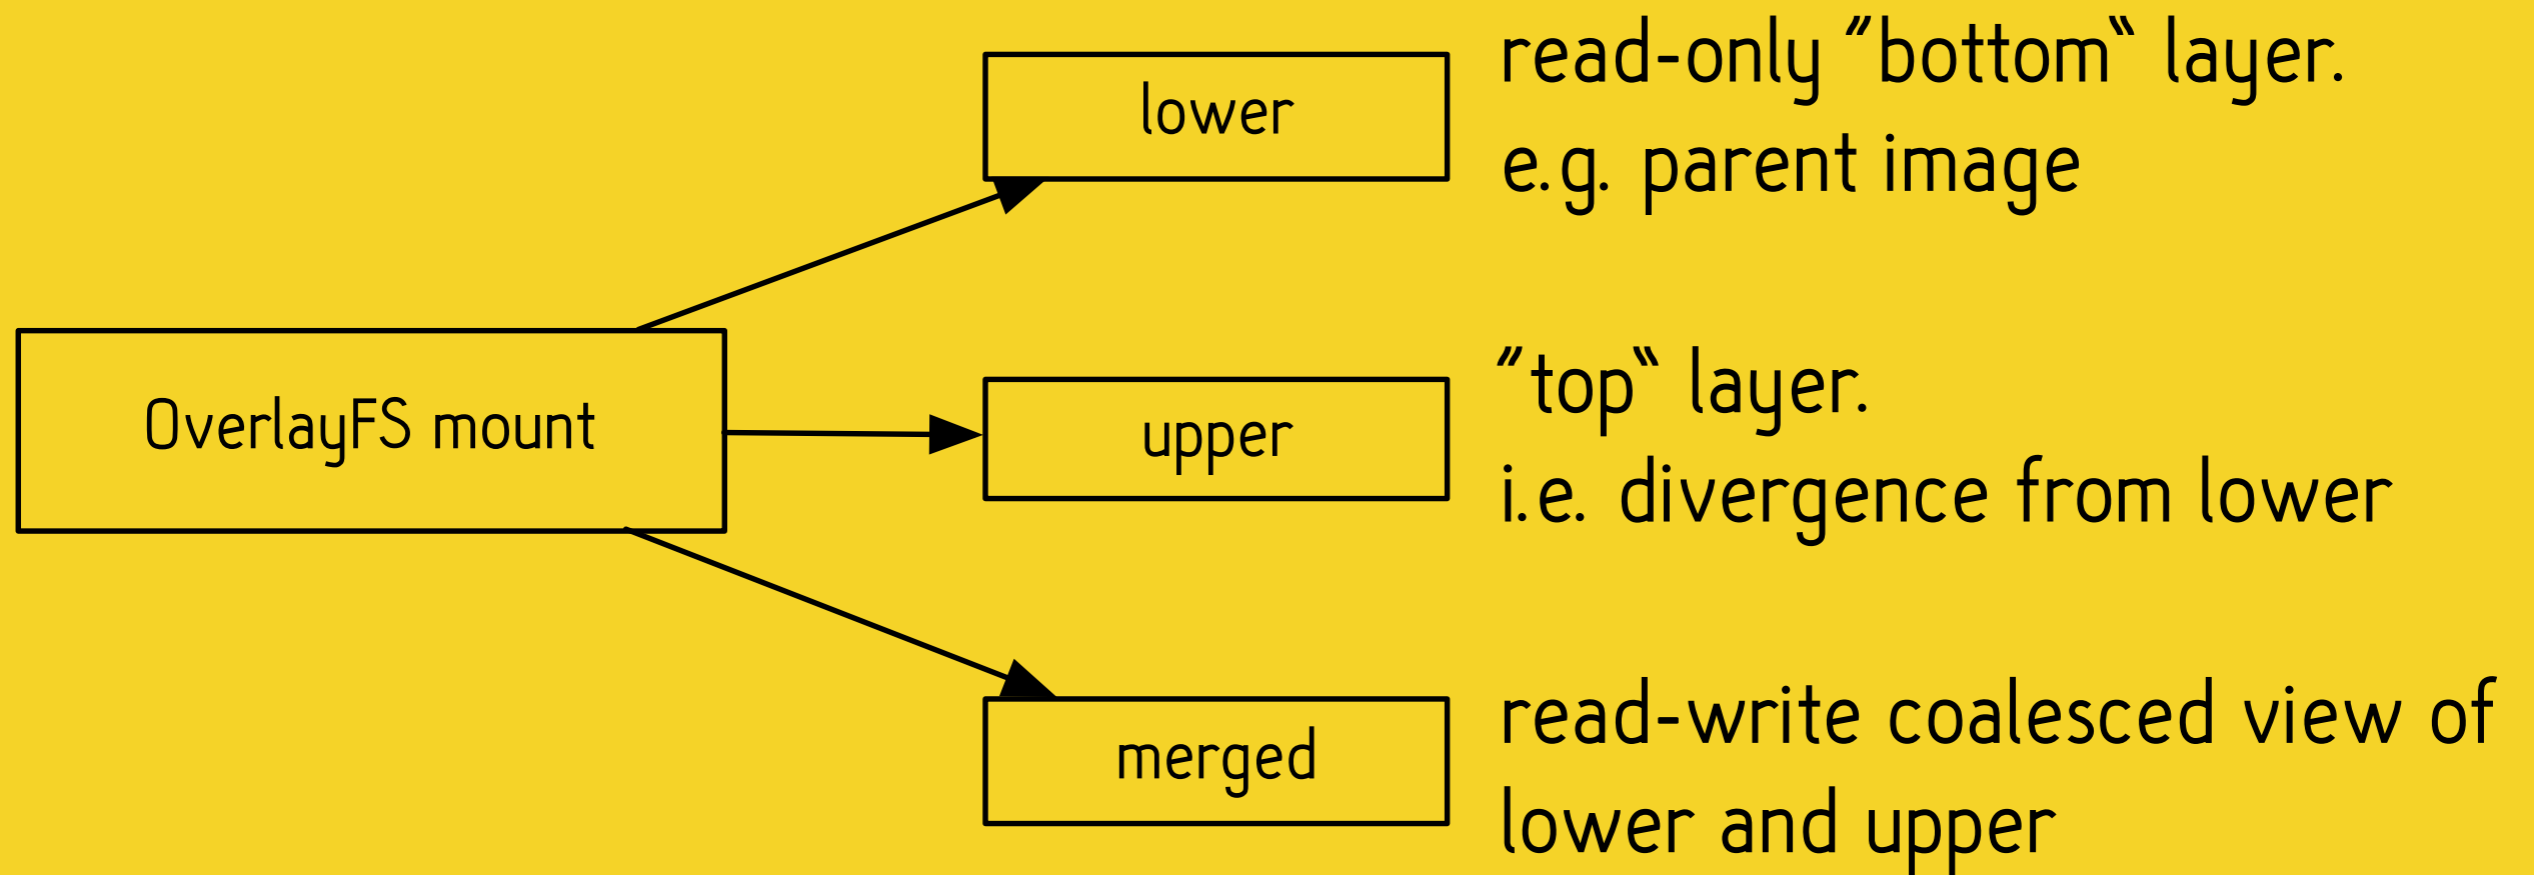 lower
read-only "bottom" layer.
e.g. parent image
OverlayFS mount
upper
"top" layer.
i.e. divergence from lower
merged
read-write coalesced view of
lower and upper